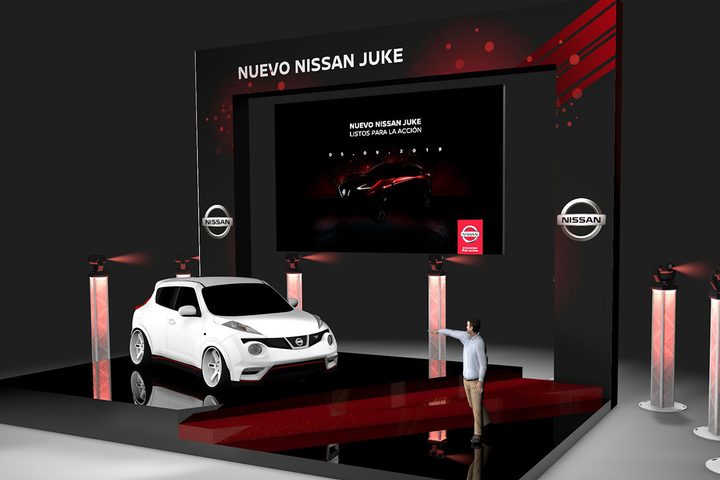 NUEVO NISSAN JUKE
NUEVO NISSAN JUKE
LISTOS PARA LA ACCIÓN
05.09.2019
NISSAN
NISSAN
NISSAN